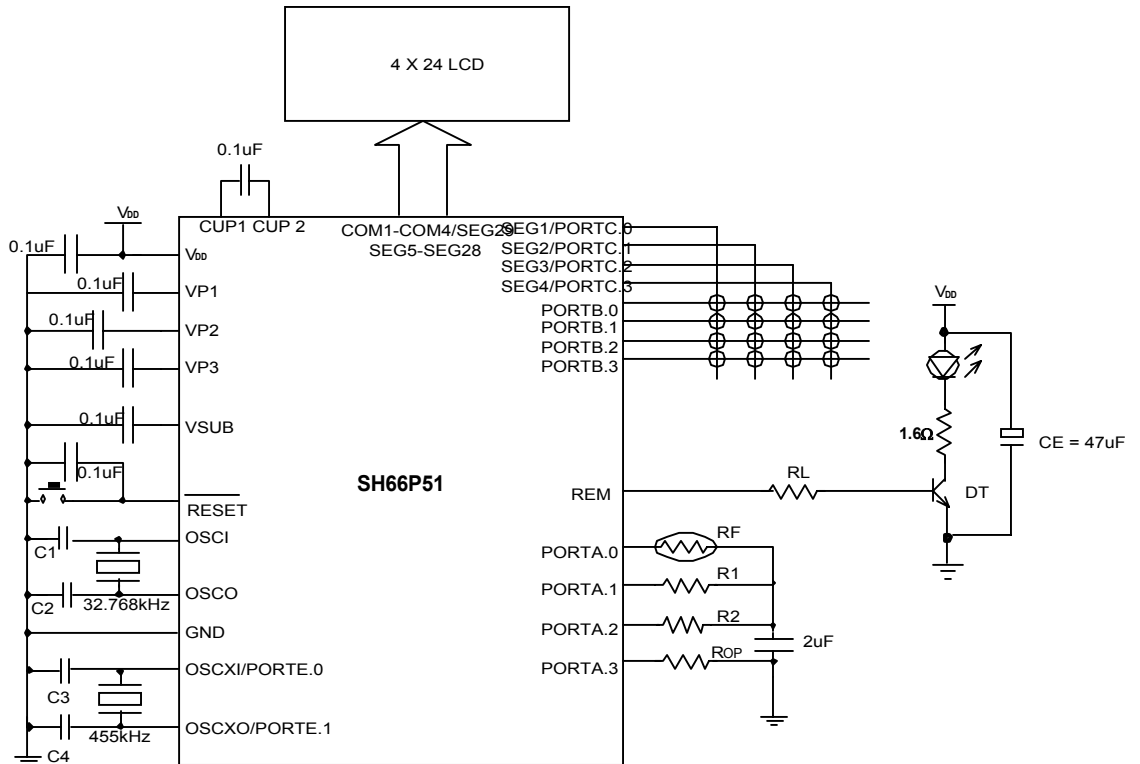 4 X 24 LCD
0.1uF
VDD
CUP1 CUP 2
COM1-COM4/SEG29
SEG5-SEG28
SEG1/PORTC.0
SEG2/PORTC.1
SEG3/PORTC.2
SEG4/PORTC.3
0.1uF
VDD
0.1uF
VP1
0.1uF
VP2
0.1uF
VP3
0.1uF
VSUB
0.1uF
RESET
PORTB.0
PORTB.1
PORTB.2
PORTB.3
VDD
1.6Ω
CE = 47uF
SH66P51
REM
RL
DT
C1
OSCI
C2
32.768kHz
OSCO
GND
PORTA.0
RF
PORTA.1
R1
PORTA.2
R2
2uF
PORTA.3
ROP
C3
OSCXI/PORTE.0
C4
455kHz
OSCXO/PORTE.1